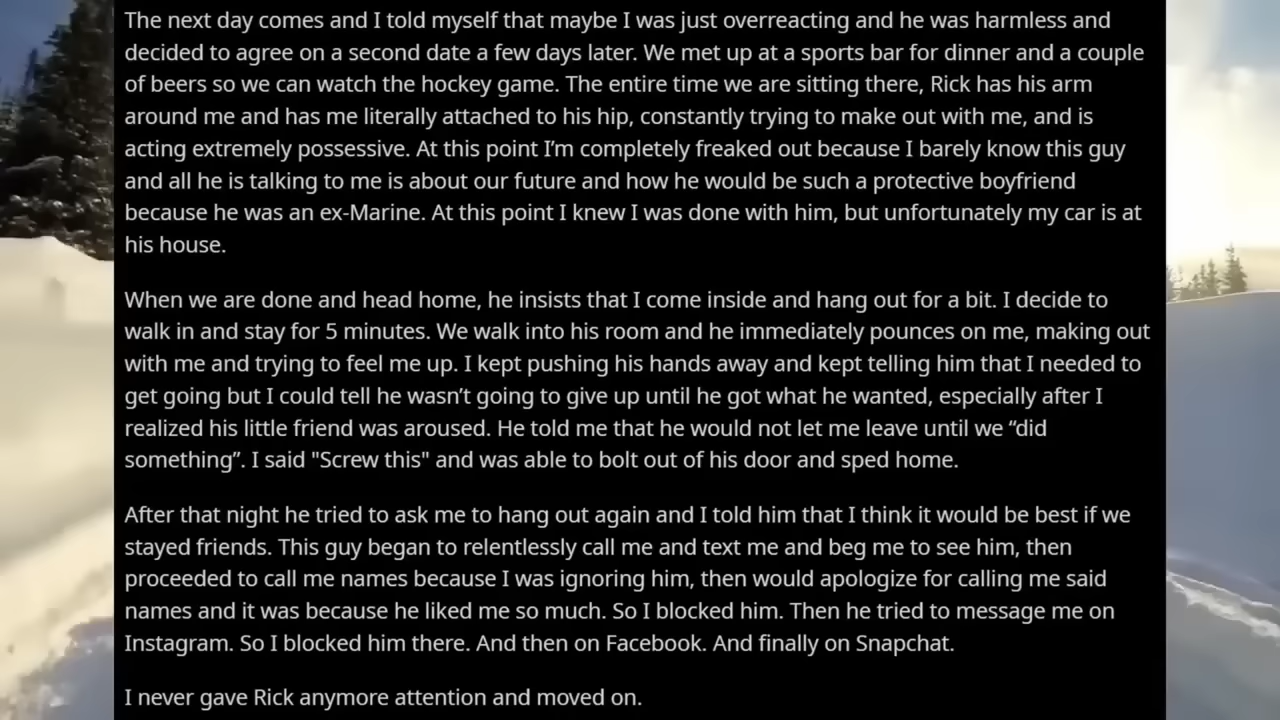 The next day comes and I told myself that maybe I was just overreacting and he was harmless and
decided to agree on a second date a few days later. We met up at a sports bar for dinner and a couple
of beers so we can watch the hockey game. The entire time we are sitting there, Rick has his arm
around me and has me literally attached to his hip, constantly trying to make out with me, and is
acting extremely possessive. At this point I’m completely freaked out because I barely know this guy
and all he is talking to me is about our future and how he would be such a protective boyfriend
because he was an ex-Marine. At this point I knew I was done with him, but unfortunately my car is at
his house.
When we are done and head home, he insists that I come inside and hang out for a bit. I decide to
walk in and stay for 5 minutes. We walk into his room and he immediately pounces on me, making out
with me and trying to feel me up. I kept pushing his hands away and kept telling him that I needed to
get going but I could tell he wasn’t going to give up until he got what he wanted, especially after I
realized his little friend was aroused. He told me that he would not let me leave until we “did
something”. I said "Screw this" and was able to bolt out of his door and sped home.
After that night he tried to ask me to hang out again and I told him that I think it would be best if we
stayed friends. This guy began to relentlessly call me and text me and beg me to see him, then
proceeded to call me names because I was ignoring him, then would apologize for calling me said
names and it was because he liked me so much. So I blocked him. Then he tried to message me on
Instagram. So I blocked him there. And then on Facebook. And finally on Snapchat.
I never gave Rick anymore attention and moved on.